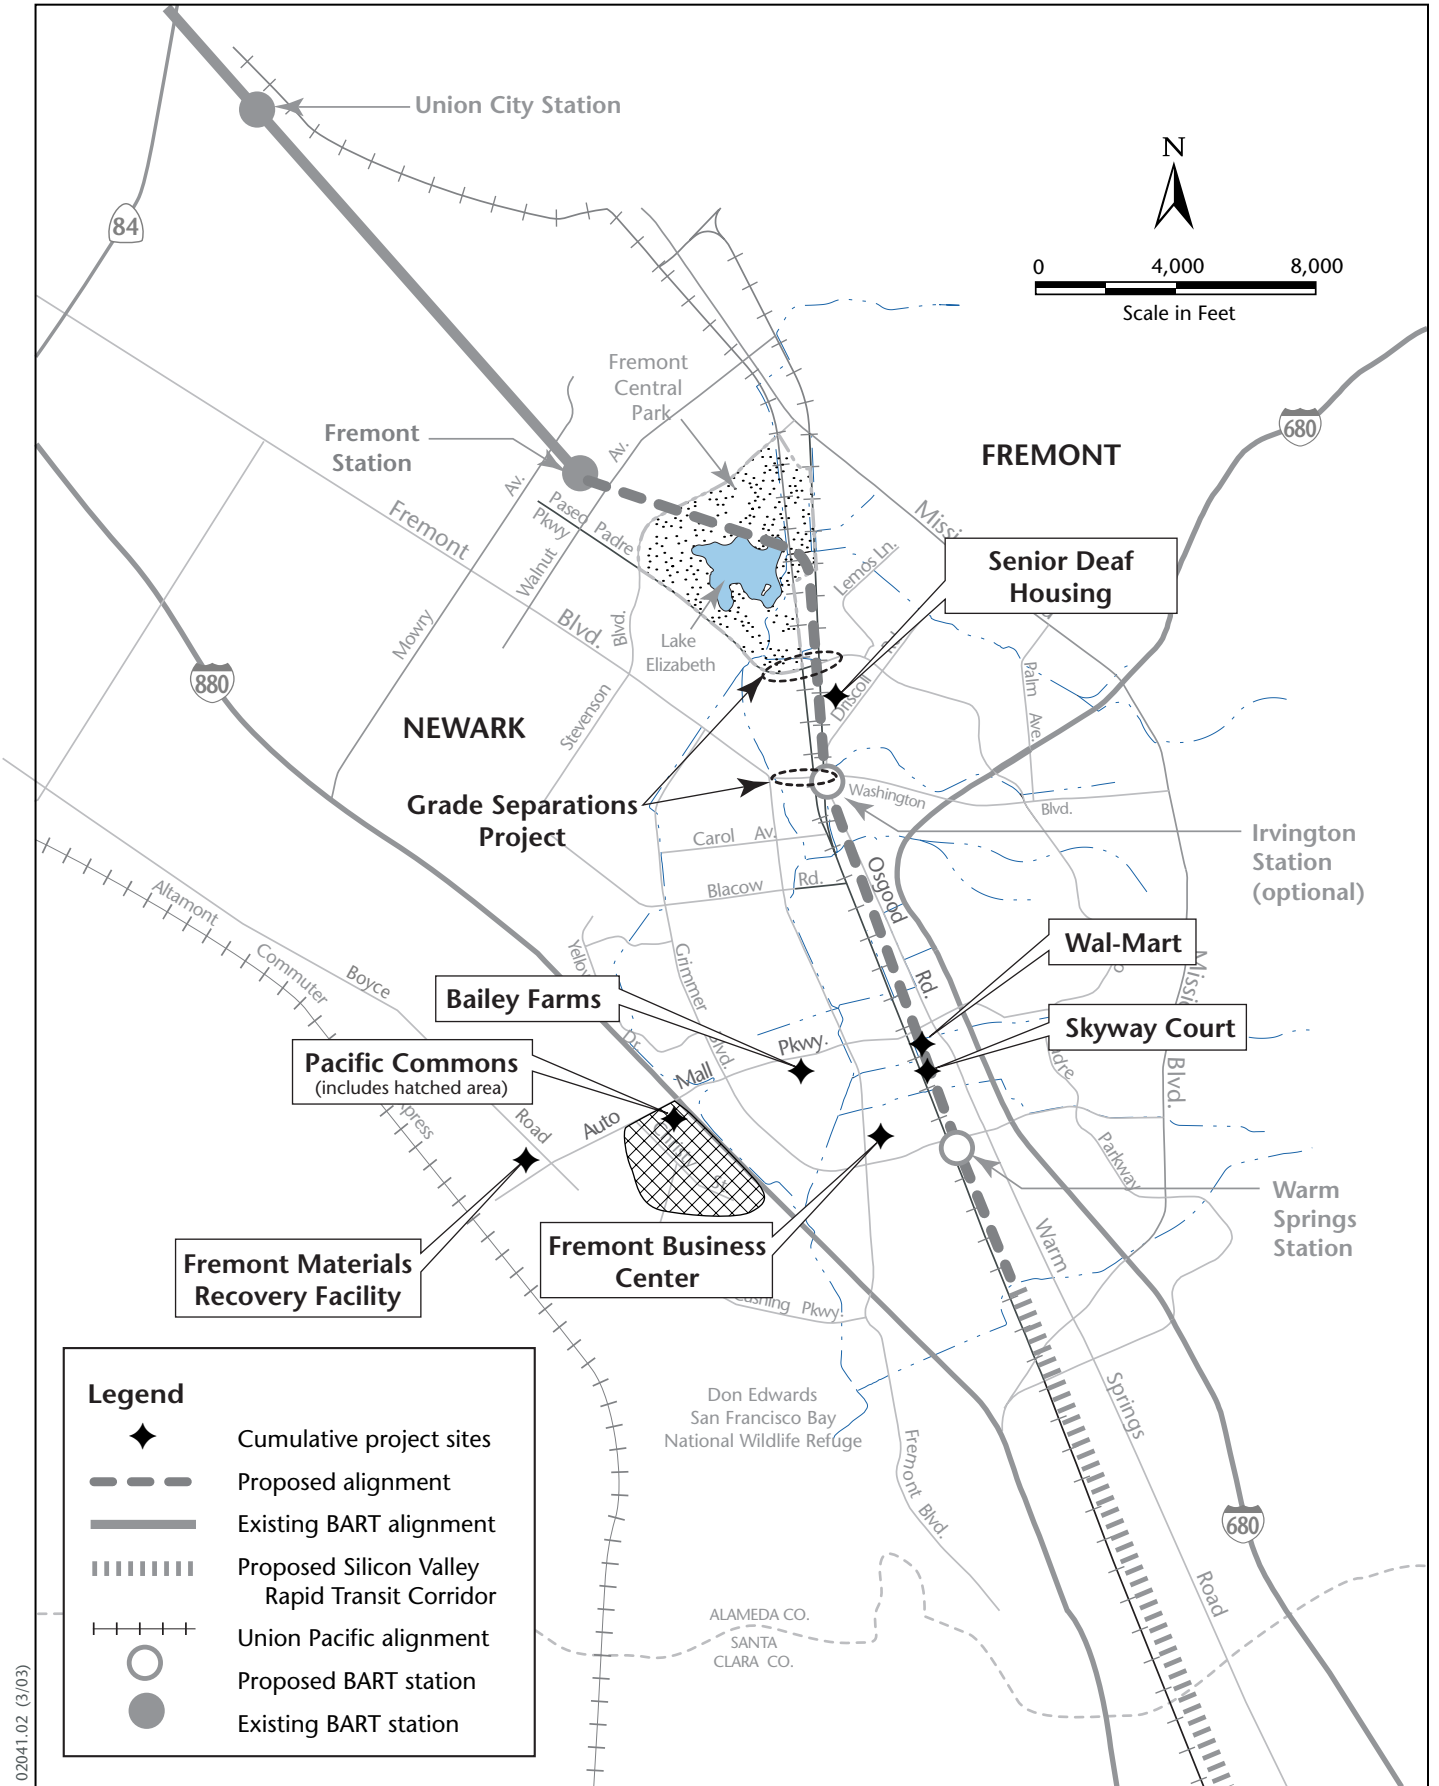 Union City Station
84
N
0 4,000 8,000
Scale in Feet
Fremont
Central
Park
680
FREMONT
Fremont
Station
Av.
Av.
Fremont
Blvd.
Paseo Padre
Pkwy
Walnut
Mowry
Stevenson
Blvd.
Lake
Elizabeth
Lemos Ln.
Driscoll
Senior Deaf
Housing
Palm
Ave.
880
NEWARK
Grade Separations
Project
Washington
Blvd.
Irvington
Station
(optional)
Carol Av.
Blacow Rd.
Osgood
Rd.
Altamont
Commuter
Boyce
Road
Grimmer
Dr.
Wal-Mart
Bailey Farms
Skyway Court
Pacific Commons
(includes hatched area)
Auto
Mall
Pkwy.
Blvd.
Parkway
Warm
Springs
Station
Fremont Business
Center
Fremont Materials
Recovery Facility
Pkwy.
Warm
Springs
Road
Don Edwards
San Francisco Bay
National Wildlife Refuge
Fremont Blvd.
680
ALAMEDA CO.
SANTA
CLARA CO.
Legend
Cumulative project sites
Proposed alignment
Existing BART alignment
Proposed Silicon Valley
Rapid Transit Corridor
Union Pacific alignment
Proposed BART station
Existing BART station
02041.02 (3/03)